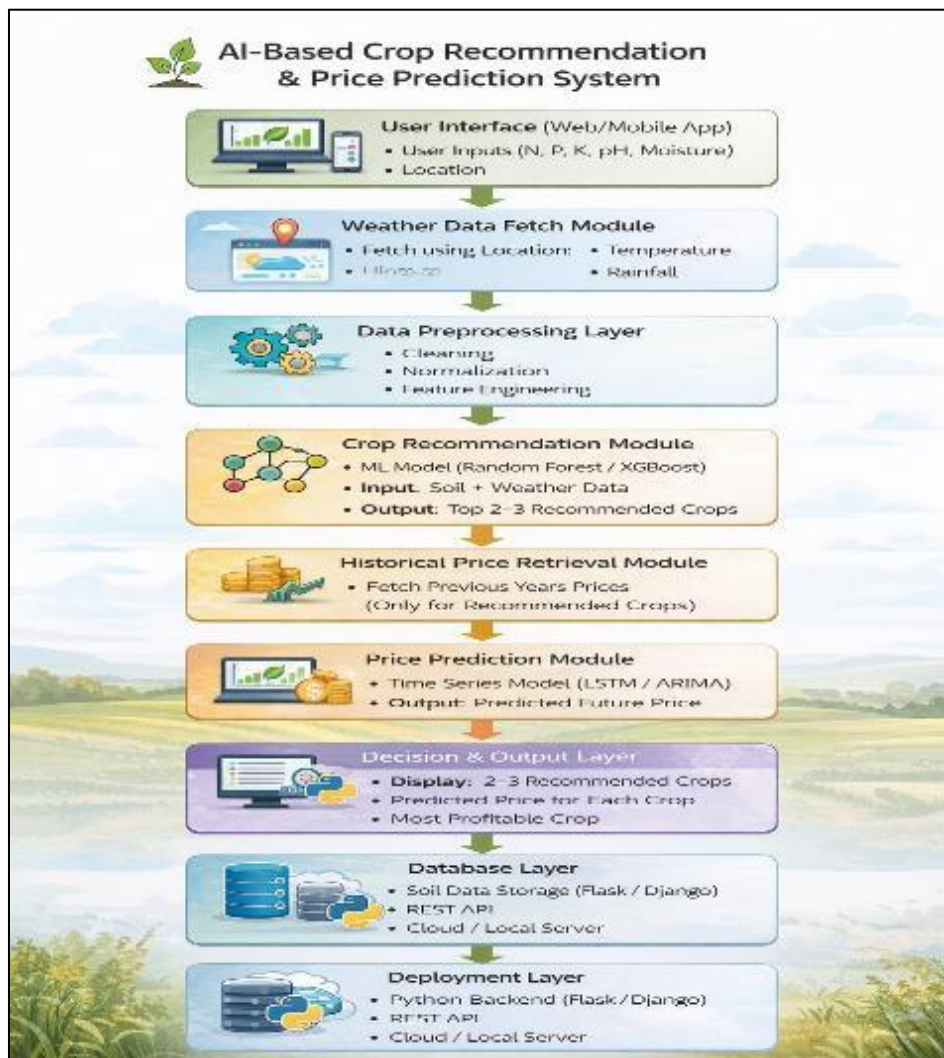 AI-Based Crop Recommendation
& Price Prediction System
User Interface (Web/Mobile App)
• User Inputs (N, P, K, pH, Moisture)
• Location
Weather Data Fetch Module
• Fetch using Location: • Temperature
• Rainfall
Data Preprocessing Layer
• Cleaning
• Normalization
• Feature Engineering
Crop Recommendation Module
• ML Model (Random Forest / XGBoost)
• Input. Soil + Weather Data
• Output: Top 2-3 Recommended Crops
Historical Price Retrieval Module
• Fetch Previous Years Prices
(Only for Recommended Crops)
Price Prediction Module
• Time Series Model (LSTM / ARIMA)
• Output: Predicted Future Price
Decision & Output Layer
• Display: 2-3 Recommended Crops
• Predicted Price for Each Crop
• Most Profitable Crop
Database Layer
• Soil Data Storage (Flask / Django)
• REST API
• Cloud / Local Server
Deployment Layer
• Python Backend (Flask/Django)
• REST API
• Cloud / Local Server